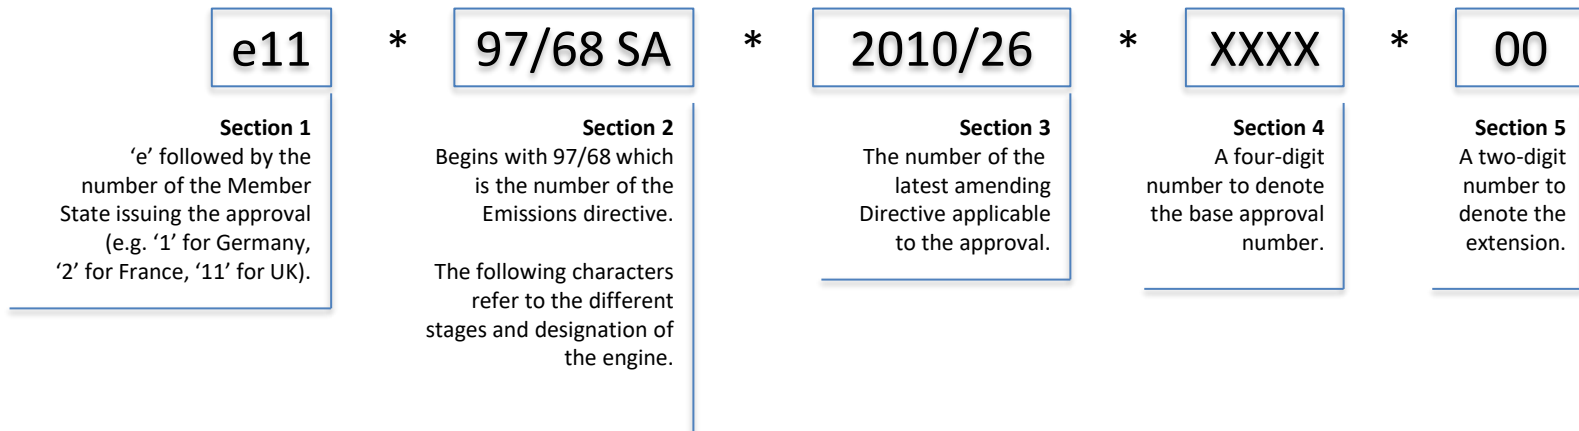 e11 * 97/68 SA * 2010/26 * XXXX * 00
Section 1
‘e’ followed by the
number of the Member
State issuing the approval
(e.g. ‘1’ for Germany,
‘2’ for France, ‘11’ for UK).
Section 2
Begins with 97/68 which
is the number of the
Emissions directive.
The following characters
refer to the different
stages and designation of
the engine.
Section 3
The number of the
latest amending
Directive applicable
to the approval.
Section 4
A four-digit
number to denote
the base approval
number.
Section 5
A two-digit
number to
denote the
extension.